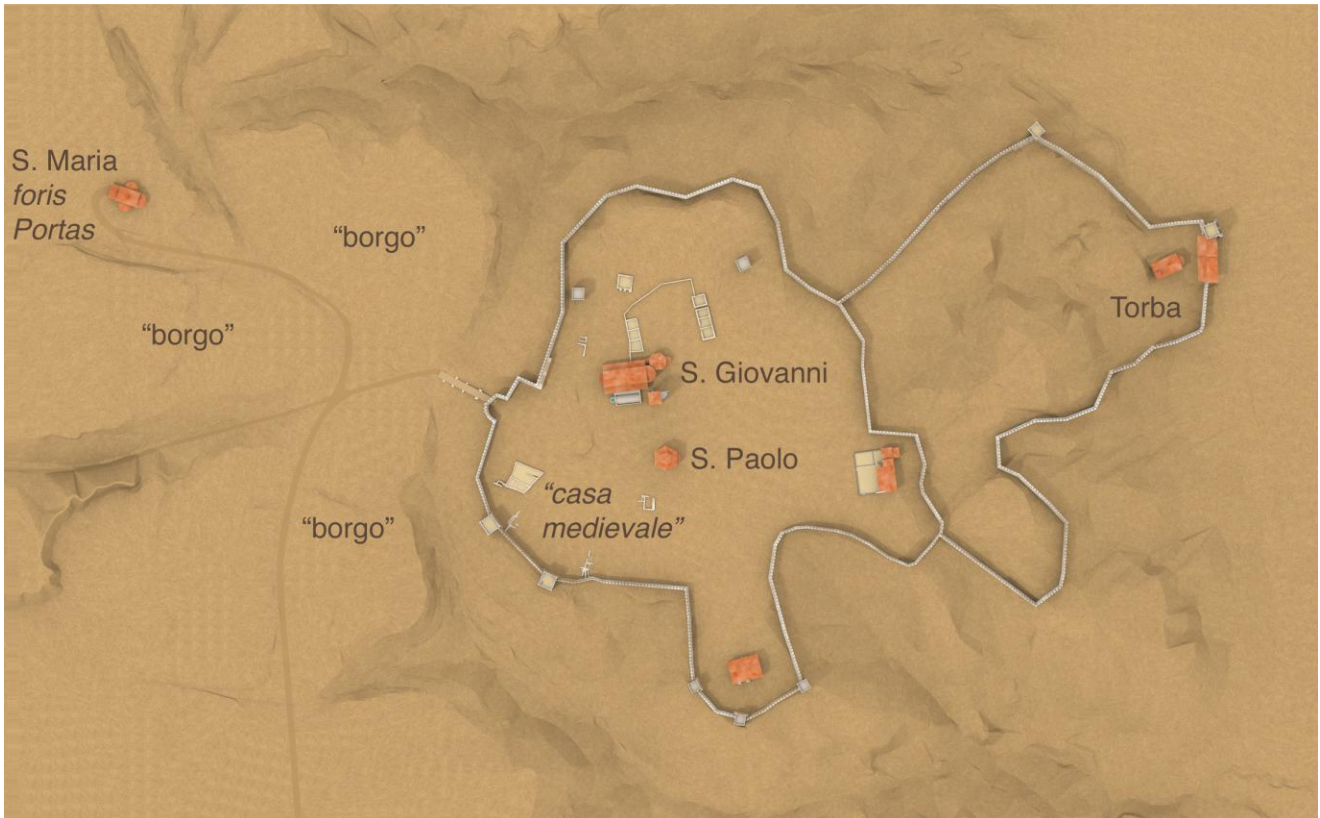 S. Maria
foris
Portas
“borgo”
“borgo”
Torba
S. Giovanni
S. Paolo
“casa
medievale”
“borgo”